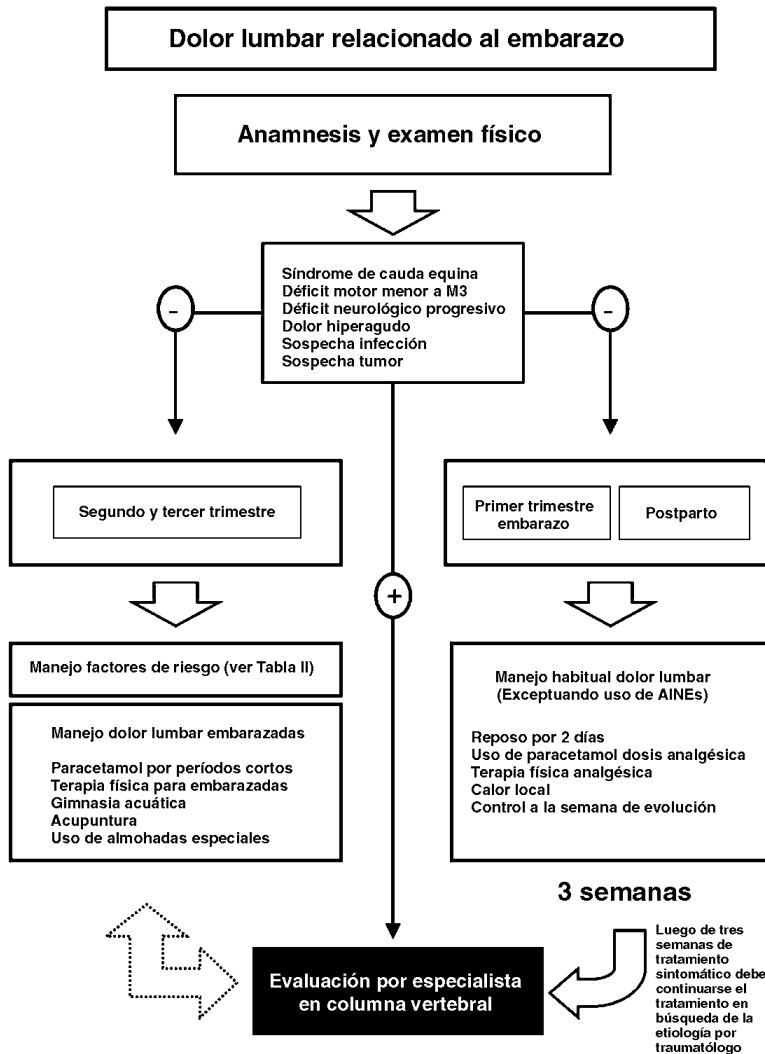 Dolor lumbar relacionado al embarazo
Anamnesis y examen físico
Síndrome de cauda equina
Déficit motor menor a M3
Déficit neurológico progresivo
Dolor hiperagudo
Sospecha infección
Sospecha tumor
-
-
Segundo y tercer trimestre
Primer trimestre
embarazo
Postparto
+
Manejo factores de riesgo (ver Tabla II)
Manejo dolor lumbar embarazadas
Paracetamol por períodos cortos
Terapia física para embarazadas
Gimnasia acuática
Acupuntura
Uso de almohadas especiales
Manejo habitual dolor lumbar
(Exceptuando uso de AINEs)
Reposo por 2 días
Uso de paracetamol dosis analgésica
Terapia física analgésica
Calor local
Control a la semana de evolución
3 semanas
Evaluación por especialista
en columna vertebral
Luego de tres
semanas de
tratamiento
sintomático debe
continuarse el
tratamiento en
búsqueda de la
etiología por
traumatólogo